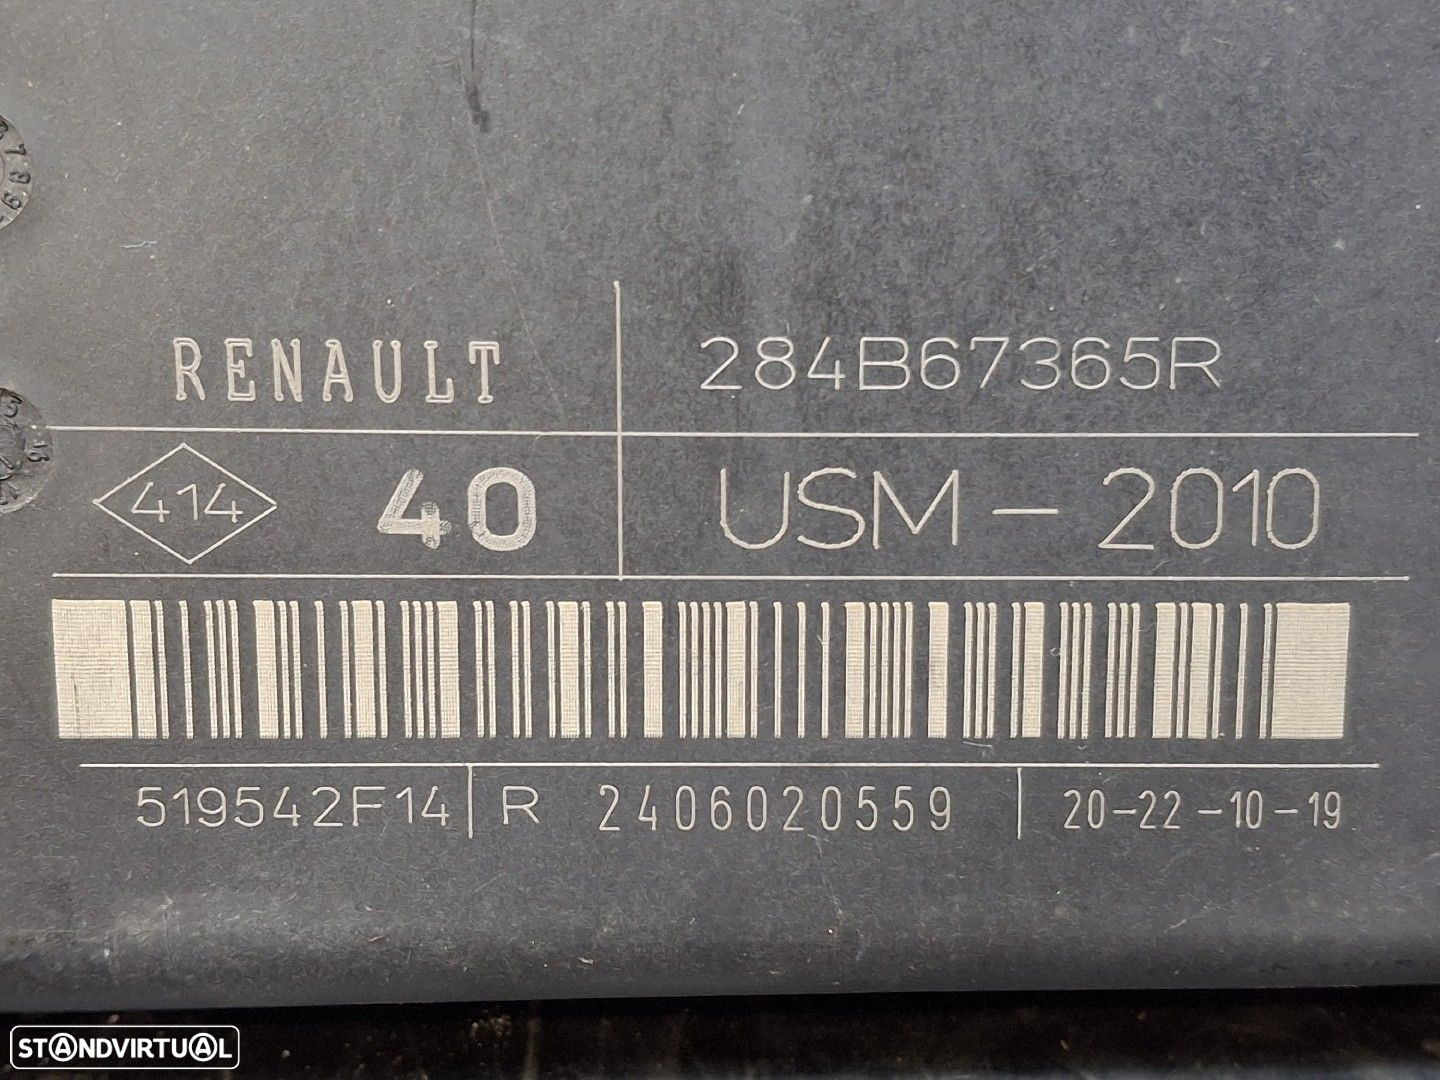 RENAULT 284B67365R
414 40 USM - 2010
519542F14 R 2406020559 20-22-10-19
STANDVIRTUAL